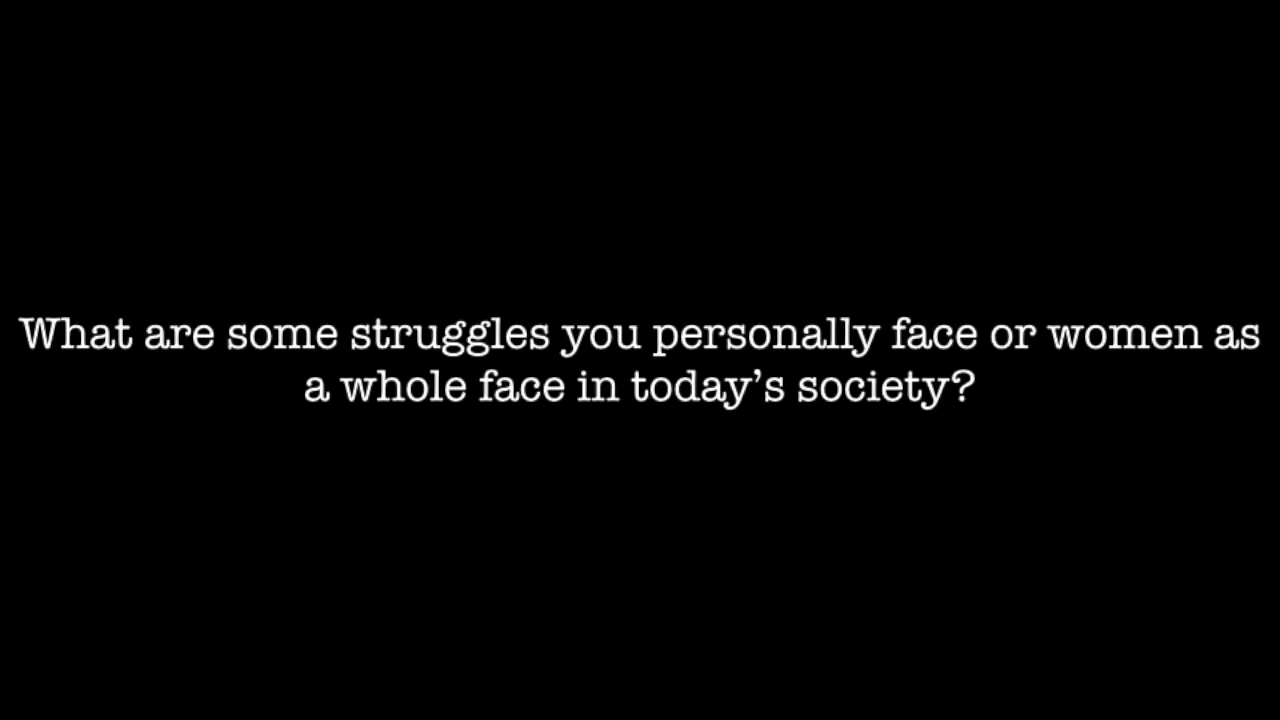 What are some struggles you personally face or women as
a whole face in today’s society?